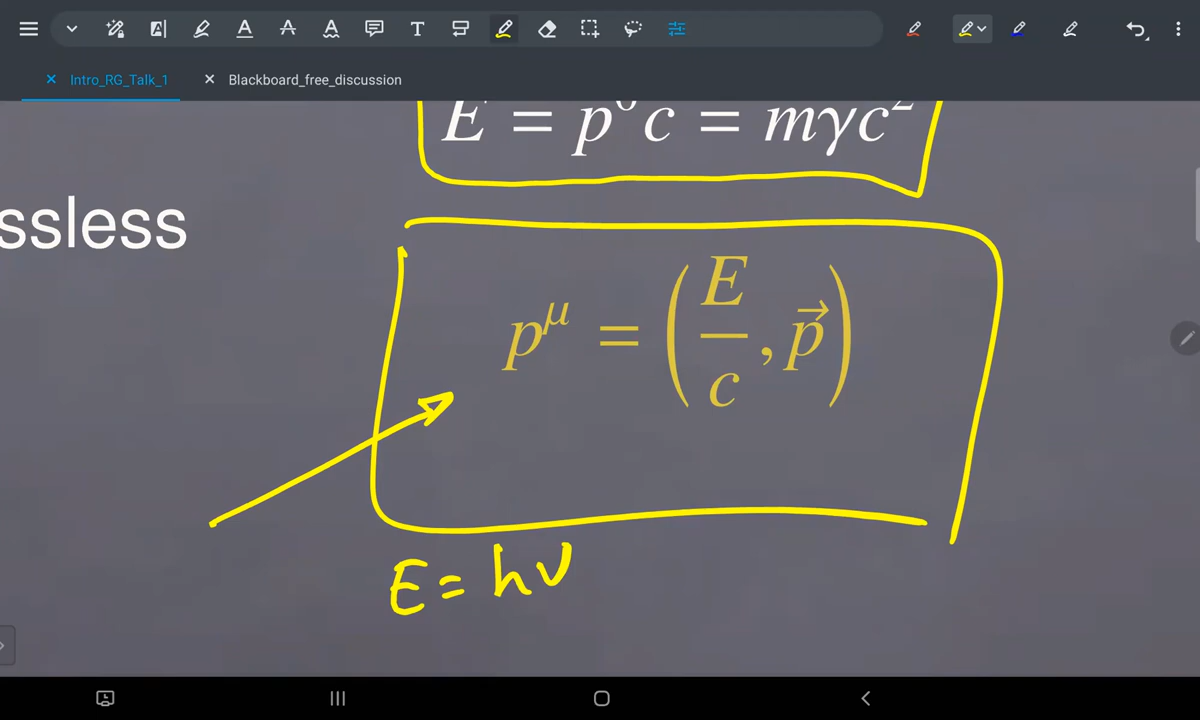 Intro_RG_Talk_1 Blackboard_free_discussion
E = p⁰c = mγc²
ssless
p^μ = (E/c, p⃗)
E = hν